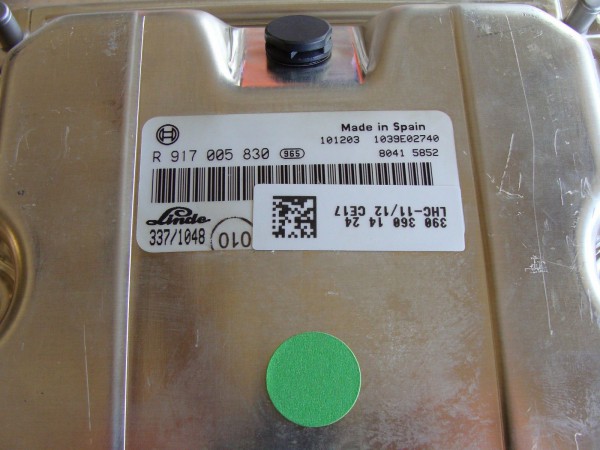 Made in Spain
101203 1039E02740
R 917 005 830 965
8041 5852
Linde
337/1048
010
390 360 14 24
LHC-11/12 CE17